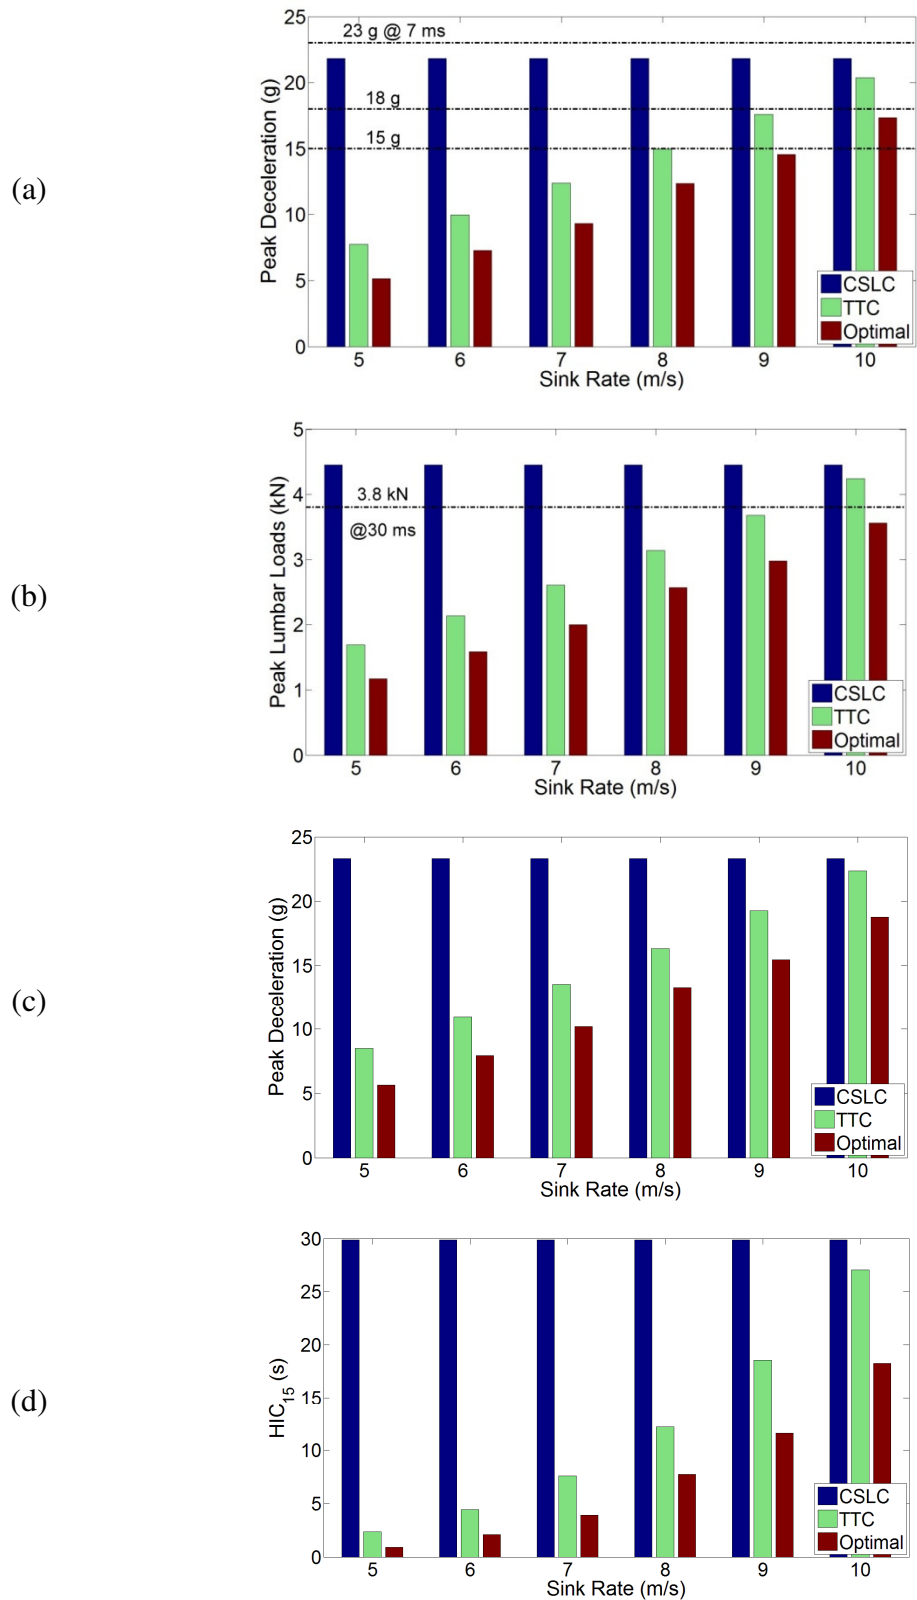 (a)
Peak Deceleration (g)
25
20
15
10
5
0
23 g @ 7 ms
18 g
15 g
CSLC
TTC
Optimal
5 6 7 8 9 10
Sink Rate (m/s)
(b)
Peak Lumbar Loads (kN)
5
4
3
2
1
0
3.8 kN
@30 ms
CSLC
TTC
Optimal
5 6 7 8 9 10
Sink Rate (m/s)
(c)
Peak Deceleration (g)
25
20
15
10
5
0
CSLC
TTC
Optimal
5 6 7 8 9 10
Sink Rate (m/s)
(d)
HIC15 (s)
30
25
20
15
10
5
0
CSLC
TTC
Optimal
5 6 7 8 9 10
Sink Rate (m/s)